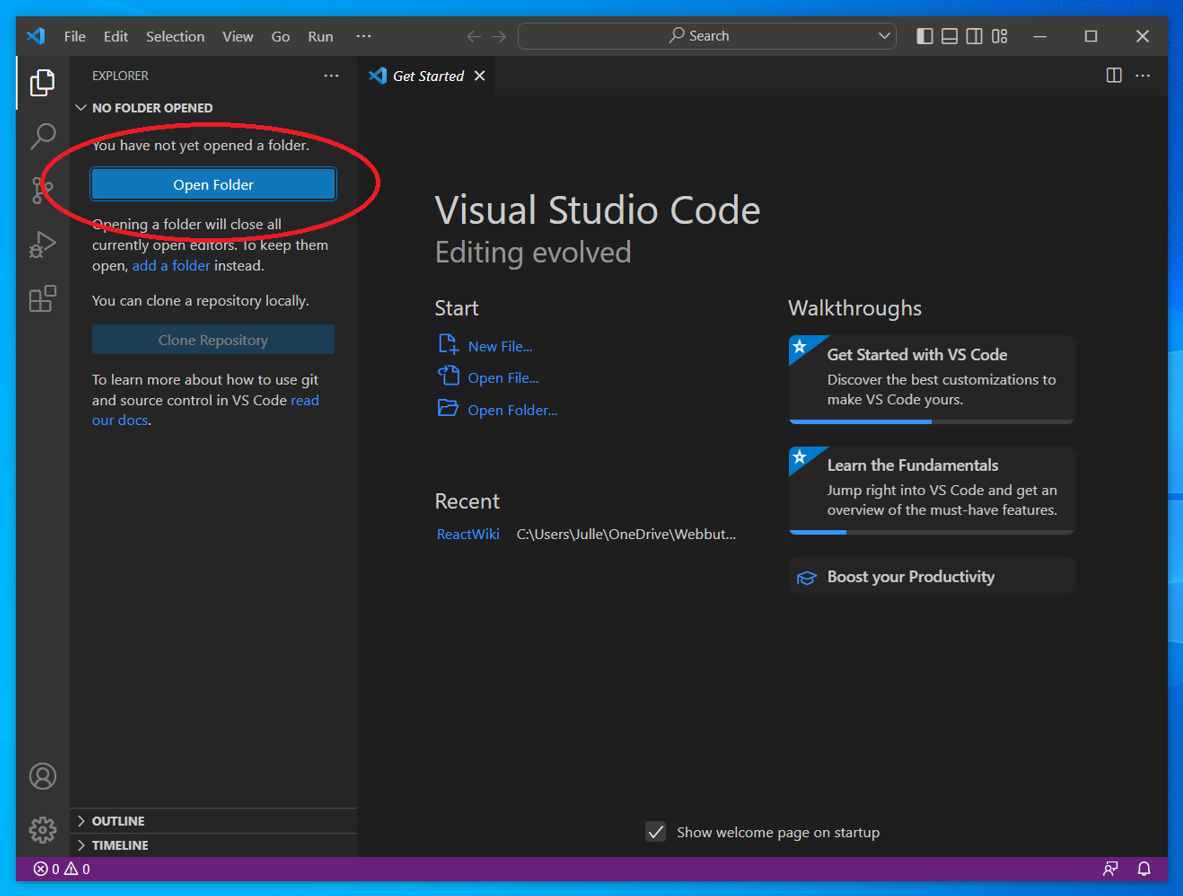 File Edit Selection View Go Run ···
Search
EXPLORER ···
Get Started
NO FOLDER OPENED
You have not yet opened a folder.
Open Folder
Opening a folder will close all
currently open editors. To keep them
open, add a folder instead.
You can clone a repository locally.
Clone Repository
To learn more about how to use git
and source control in VS Code read
our docs.
OUTLINE
TIMELINE
Visual Studio Code
Editing evolved
Start
New File...
Open File...
Open Folder...
Recent
ReactWiki C:\Users\Julle\OneDrive\Webbut...
Walkthroughs
Get Started with VS Code
Discover the best customizations to
make VS Code yours.
Learn the Fundamentals
Jump right into VS Code and get an
overview of the must-have features.
Boost your Productivity
Show welcome page on startup
0 0